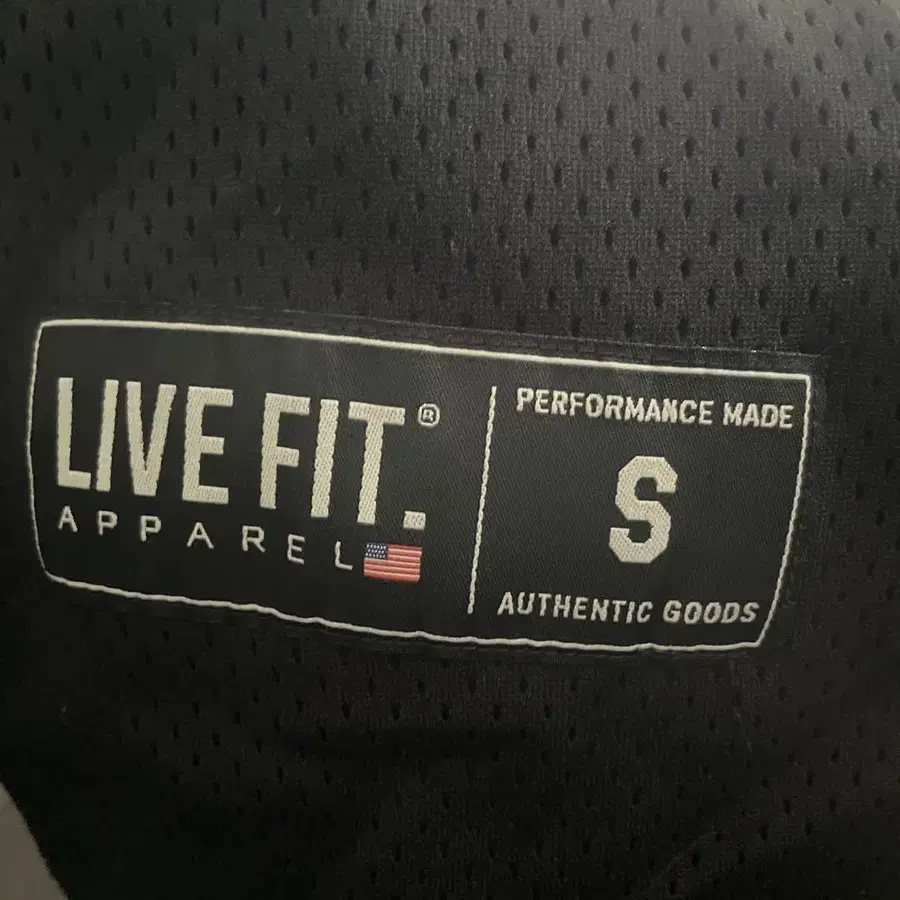 LIVE FIT.®
APPAREL
PERFORMANCE MADE
S
AUTHENTIC GOODS